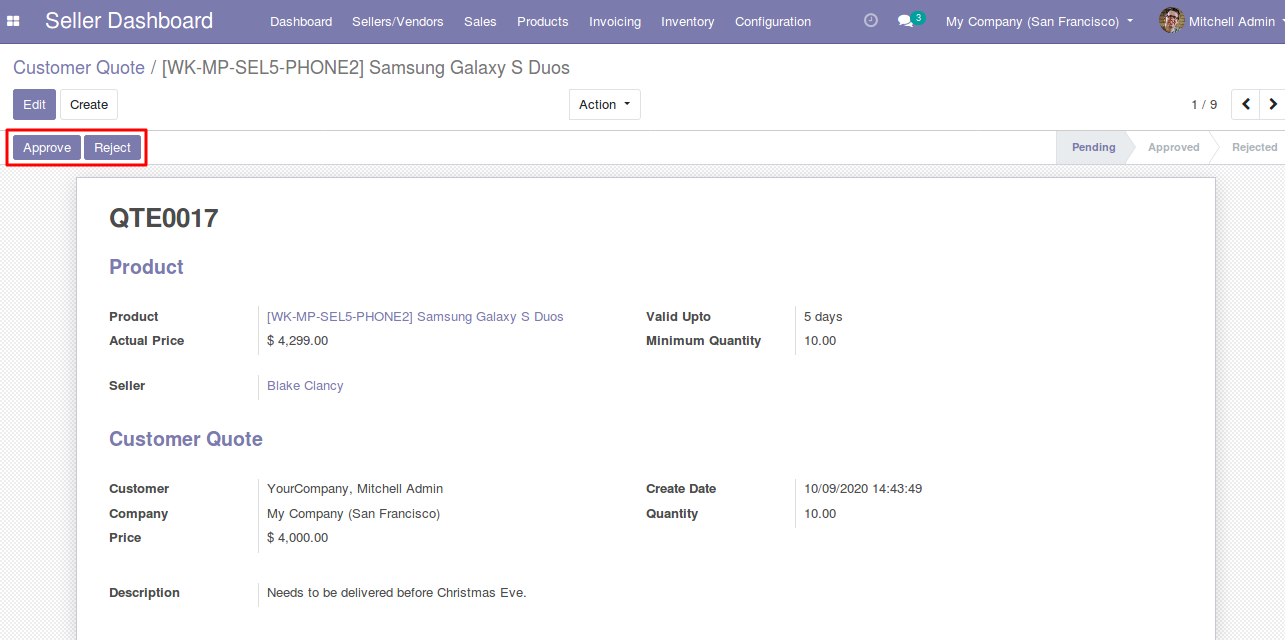 Seller Dashboard Dashboard Sellers/Vendors Sales Products Invoicing Inventory Configuration 3 My Company (San Francisco) Mitchell Admin
Customer Quote / [WK-MP-SEL5-PHONE2] Samsung Galaxy S Duos
Edit Create Action 1 / 9
Approve Reject Pending Approved Rejected
QTE0017
Product
Product [WK-MP-SEL5-PHONE2] Samsung Galaxy S Duos Valid Upto 5 days
Actual Price $ 4,299.00 Minimum Quantity 10.00
Seller Blake Clancy
Customer Quote
Customer YourCompany, Mitchell Admin Create Date 10/09/2020 14:43:49
Company My Company (San Francisco) Quantity 10.00
Price $ 4,000.00
Description Needs to be delivered before Christmas Eve.